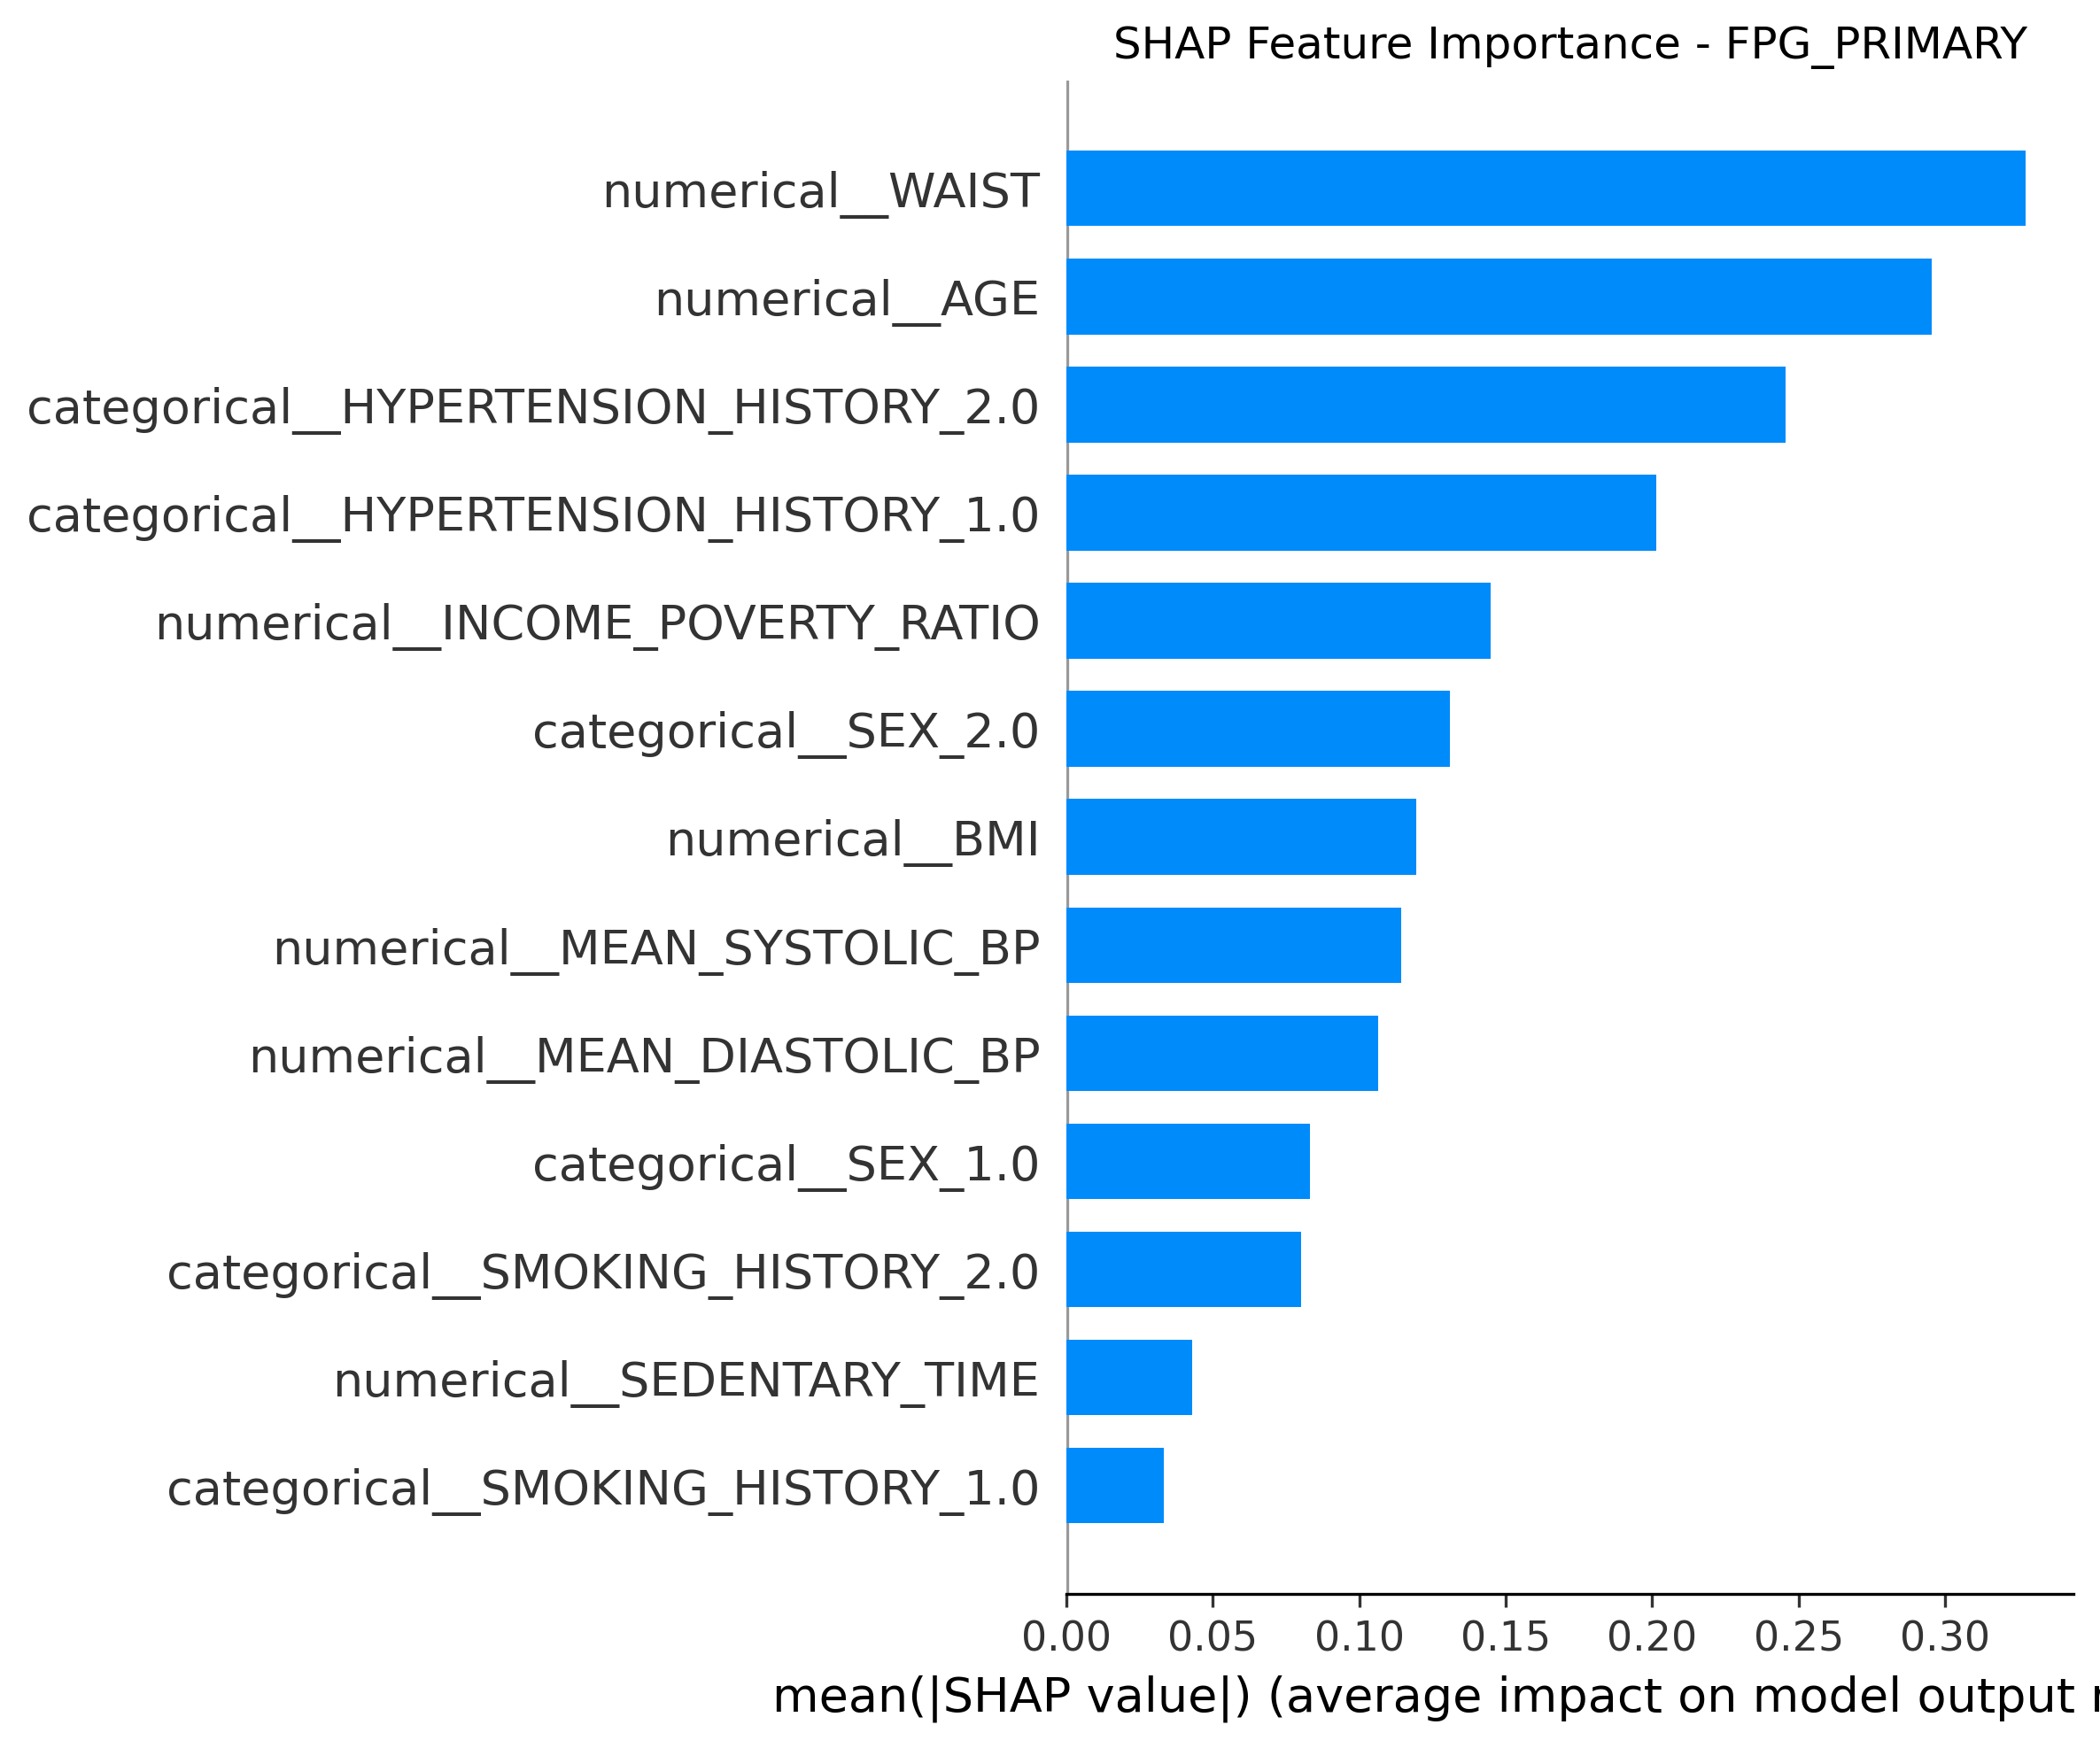 SHAP Feature Importance - FPG_PRIMARY
numerical__WAIST
numerical__AGE
categorical__HYPERTENSION_HISTORY_2.0
categorical__HYPERTENSION_HISTORY_1.0
numerical__INCOME_POVERTY_RATIO
categorical__SEX_2.0
numerical__BMI
numerical__MEAN_SYSTOLIC_BP
numerical__MEAN_DIASTOLIC_BP
categorical__SEX_1.0
categorical__SMOKING_HISTORY_2.0
numerical__SEDENTARY_TIME
categorical__SMOKING_HISTORY_1.0
0.00 0.05 0.10 0.15 0.20 0.25 0.30
mean(|SHAP value|) (average impact on model output